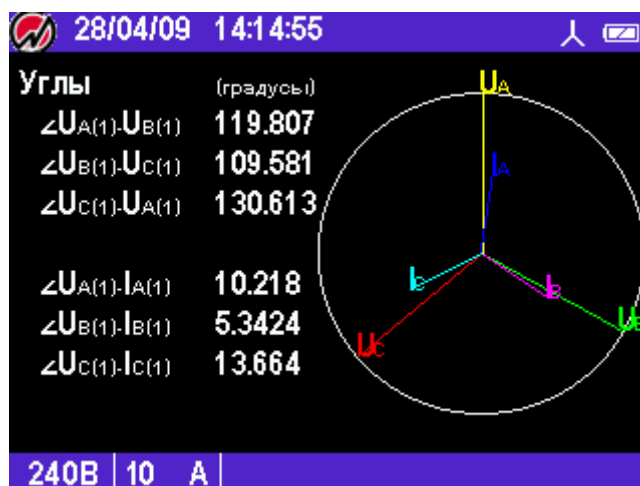 28/04/09 14:14:55
Углы (градусы)
∠UA(1)-UB(1) 119.807
∠UB(1)-UC(1) 109.581
∠UC(1)-UA(1) 130.613
∠UA(1)-IA(1) 10.218
∠UB(1)-IB(1) 5.3424
∠UC(1)-IC(1) 13.664
UA
IA
IC
IB
UB
UC
240В 10 А